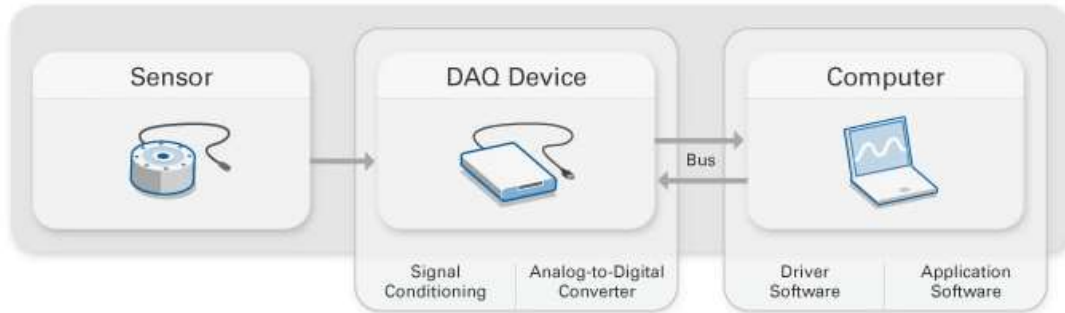 Sensor
DAQ Device
Computer
Bus
Signal
Conditioning
Analog-to-Digital
Converter
Driver
Software
Application
Software